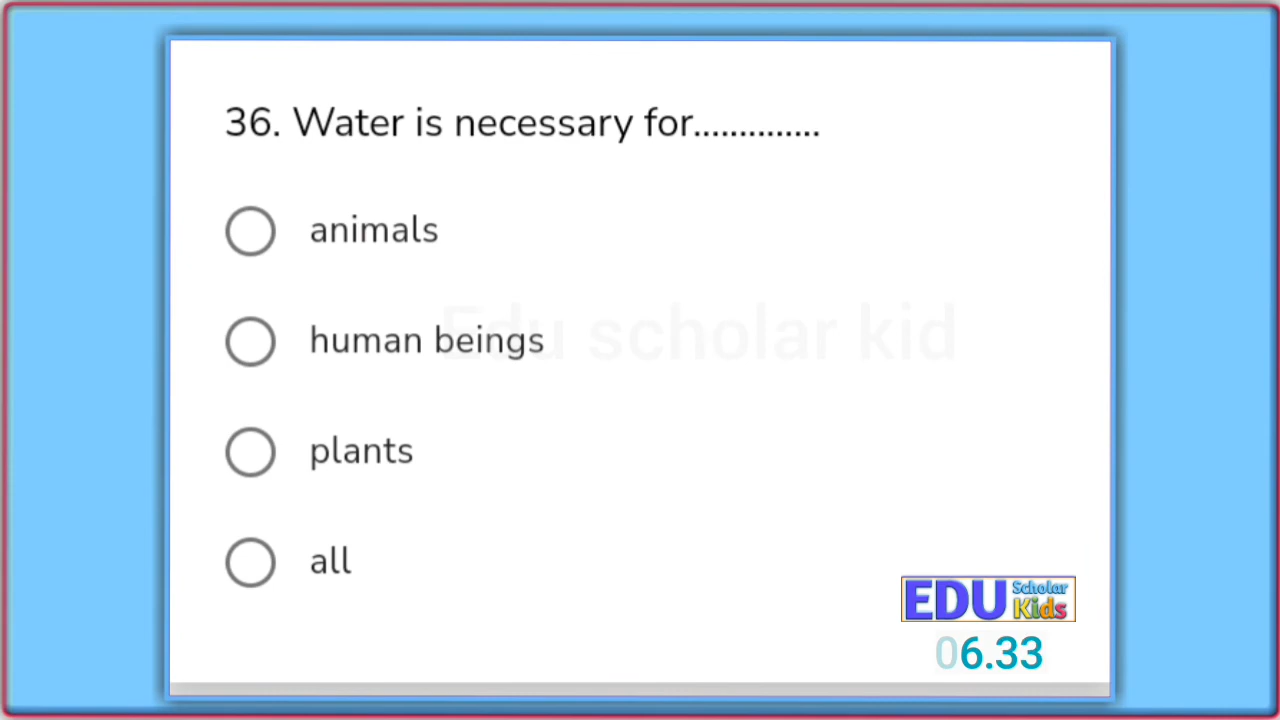 36. Water is necessary for..............
animals
human beings
Edu scholar kid
plants
all
EDU Scholar Kids
06.33